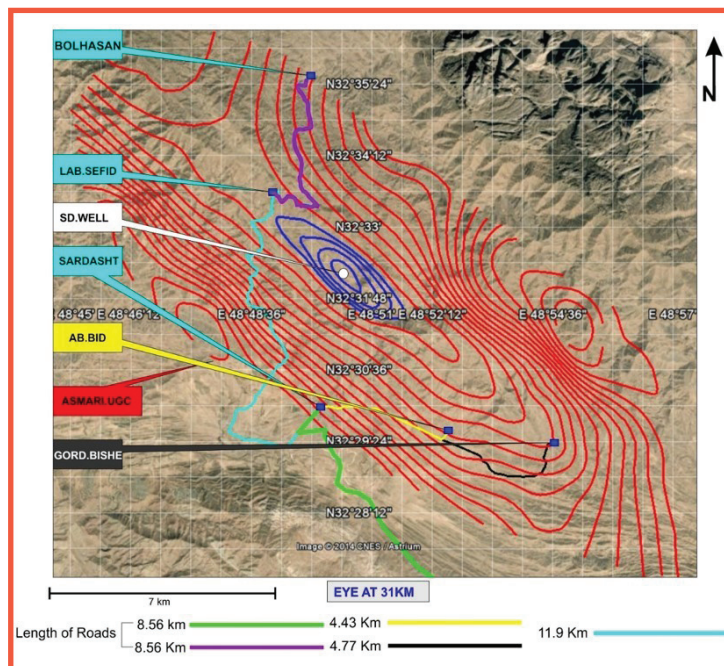 BOLHASAN
N32°35'24"
N
N32°34'12"
LAB.SEFID
SD.WELL
N32°33'
SARDASHT
N32°31'48"
E 48°45' E 48°46'12" E 48°48'36" E 48°51' E 48°52'12" E 48°54'36" E 48°57'
AB.BID
N32°30'36"
ASMARI.UGC
N32°29'24"
GORD.BISHE
N32°28'12"
Image © 2014 CNES / Astrium
EYE AT 31KM
7 km
Length of Roads
8.56 km 4.43 Km 11.9 Km
8.56 Km 4.77 Km